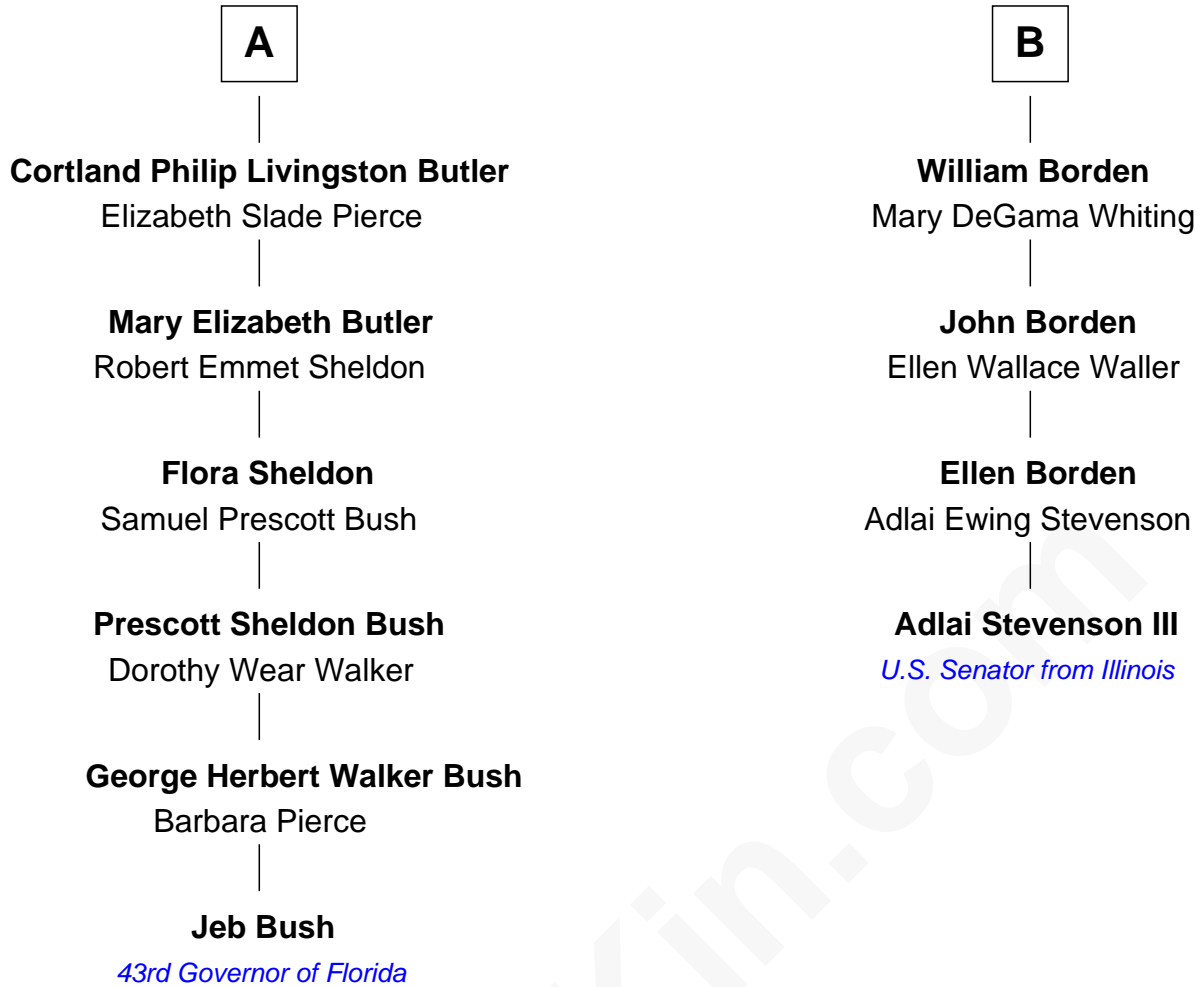 A
Cortland Philip Livingston Butler
Elizabeth Slade Pierce
Mary Elizabeth Butler
Robert Emmet Sheldon
Flora Sheldon
Samuel Prescott Bush
Prescott Sheldon Bush
Dorothy Wear Walker
George Herbert Walker Bush
Barbara Pierce
Jeb Bush
43rd Governor of Florida
B
William Borden
Mary DeGama Whiting
John Borden
Ellen Wallace Waller
Ellen Borden
Adlai Ewing Stevenson
Adlai Stevenson III
U.S. Senator from Illinois